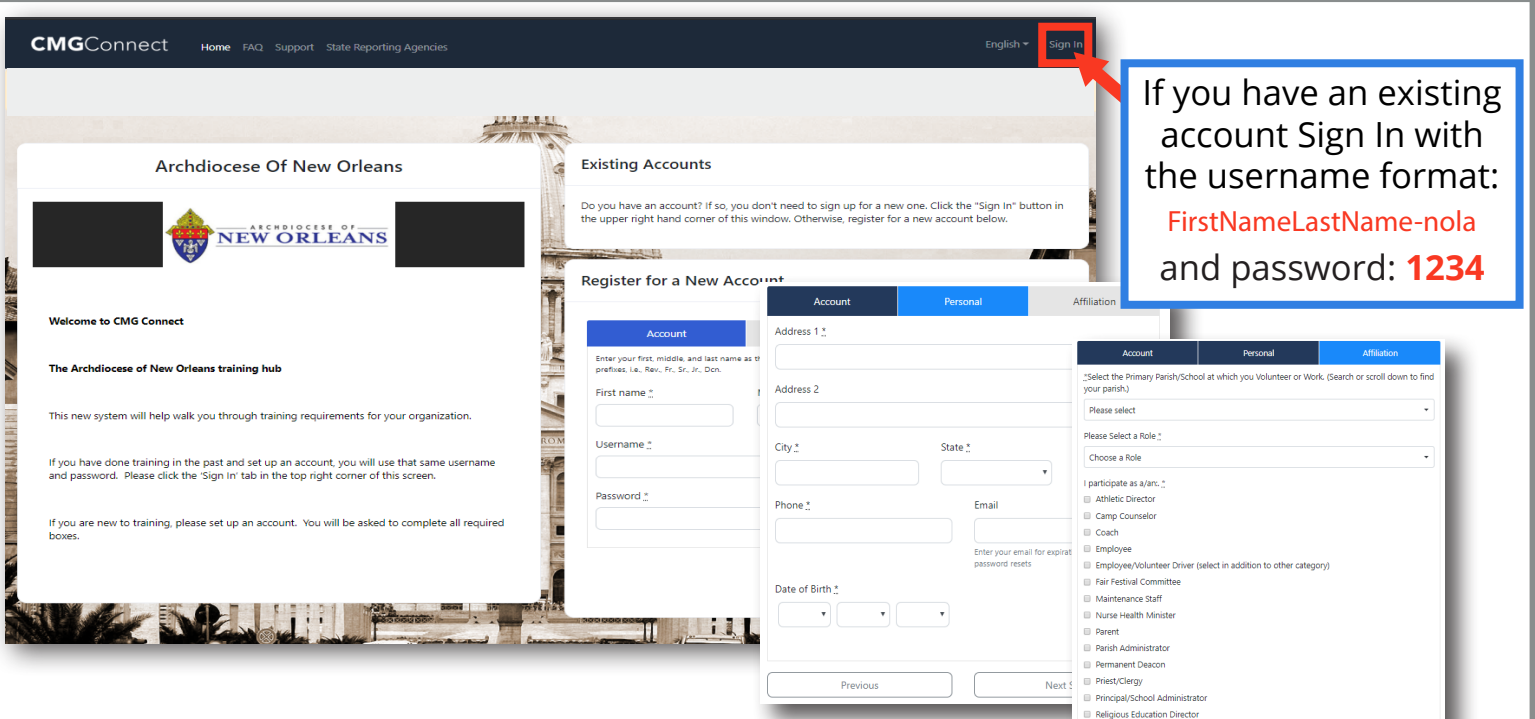 CMGConnect Home FAQ Support State Reporting Agencies English Sign In
If you have an existing
account Sign In with
the username format:
FirstNameLastName-nola
and password: 1234
Archdiocese Of New Orleans
ARCHDIOCESE OF
NEW ORLEANS
Welcome to CMG Connect
The Archdiocese of New Orleans training hub
This new system will help walk you through training requirements for your organization.
If you have done training in the past and set up an account, you will use that same username
and password. Please click the 'Sign In' tab in the top right corner of this screen.
If you are new to training, please set up an account. You will be asked to complete all required
boxes.
Existing Accounts
Do you have an account? If so, you don't need to sign up for a new one. Click the "Sign In" button in
the upper right hand corner of this window. Otherwise, register for a new account below.
Register for a New Account
Account
Enter your first, middle, and last name as
prefixes, i.e., Rev., Fr., Sr., Jr., Dcn.
First name *
Username *
Password *
Account Personal Affiliation
Address 1 *
Address 2
City * State *
Phone * Email
Enter your email for
password resets
Date of Birth *
Previous Next
Account Personal Affiliation
*Select the Primary Parish/School at which you Volunteer or Work. (Search or scroll down to find
your parish.)
Please select
Please Select a Role *
Choose a Role
I participate as a/an:. *
Athletic Director
Camp Counselor
Coach
Employee
Employee/Volunteer Driver (select in addition to other category)
Fair Festival Committee
Maintenance Staff
Nurse Health Minister
Parent
Parish Administrator
Permanent Deacon
Priest/Clergy
Principal/School Administrator
Religious Education Director